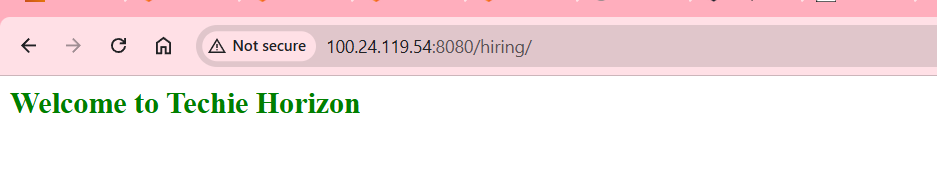 Not secure 100.24.119.54:8080/hiring/
Welcome to Techie Horizon